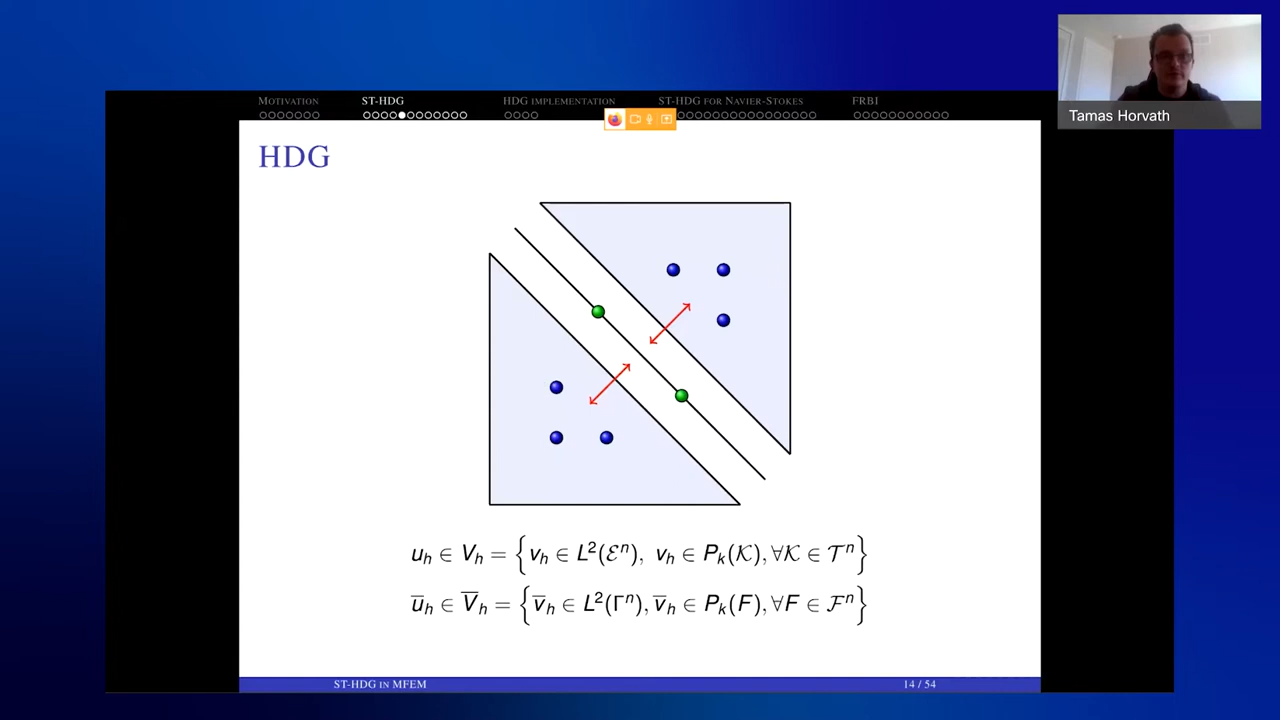 MOTIVATION ST-HDG HDG IMPLEMENTATION ST-HDG FOR NAVIER-STOKES FRBI
Tamas Horvath
HDG
u_h ∈ V_h = { v_h ∈ L²(ℰⁿ), v_h ∈ P_k(𝒦), ∀𝒦 ∈ 𝒯ⁿ }
ū_h ∈ V̄_h = { v̄_h ∈ L²(Γⁿ), v̄_h ∈ P_k(F), ∀F ∈ ℱⁿ }
ST-HDG IN MFEM 14 / 54